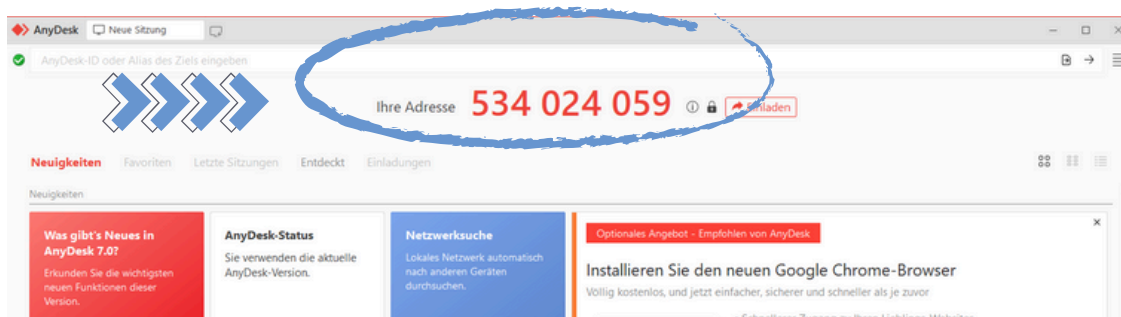 AnyDesk Neue Sitzung
AnyDesk-ID oder Alias des Ziels eingeben
Ihre Adresse 534 024 059
Neuigkeiten Favoriten Letzte Sitzungen Entdeckt Einladungen
Neuigkeiten
Was gibt's Neues in
AnyDesk 7.0?
Erkunden Sie die wichtigsten
neuen Funktionen dieser
Version.
AnyDesk-Status
Sie verwenden die aktuelle
AnyDesk-Version.
Netzwerksuche
Lokales Netzwerk automatisch
nach anderen Geräten
durchsuchen.
Optionales Angebot - Empfohlen von AnyDesk
Installieren Sie den neuen Google Chrome-Browser
Völlig kostenlos, und jetzt einfacher, sicherer und schneller als je zuvor